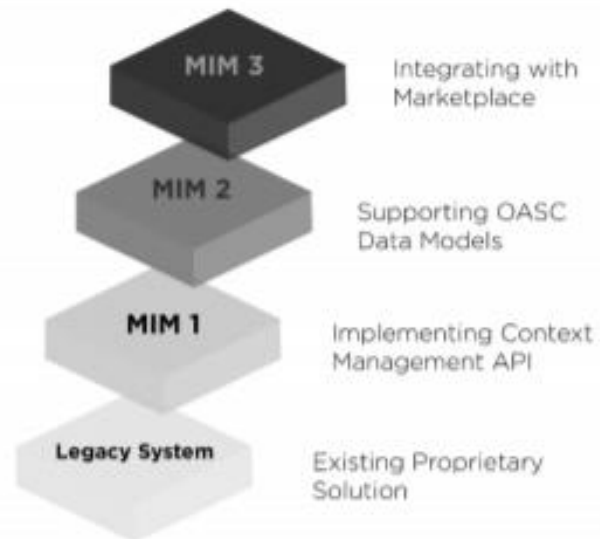 MIM 3
Integrating with
Marketplace
MIM 2
Supporting OASC
Data Models
MIM 1
Implementing Context
Management API
Legacy System
Existing Proprietary
Solution